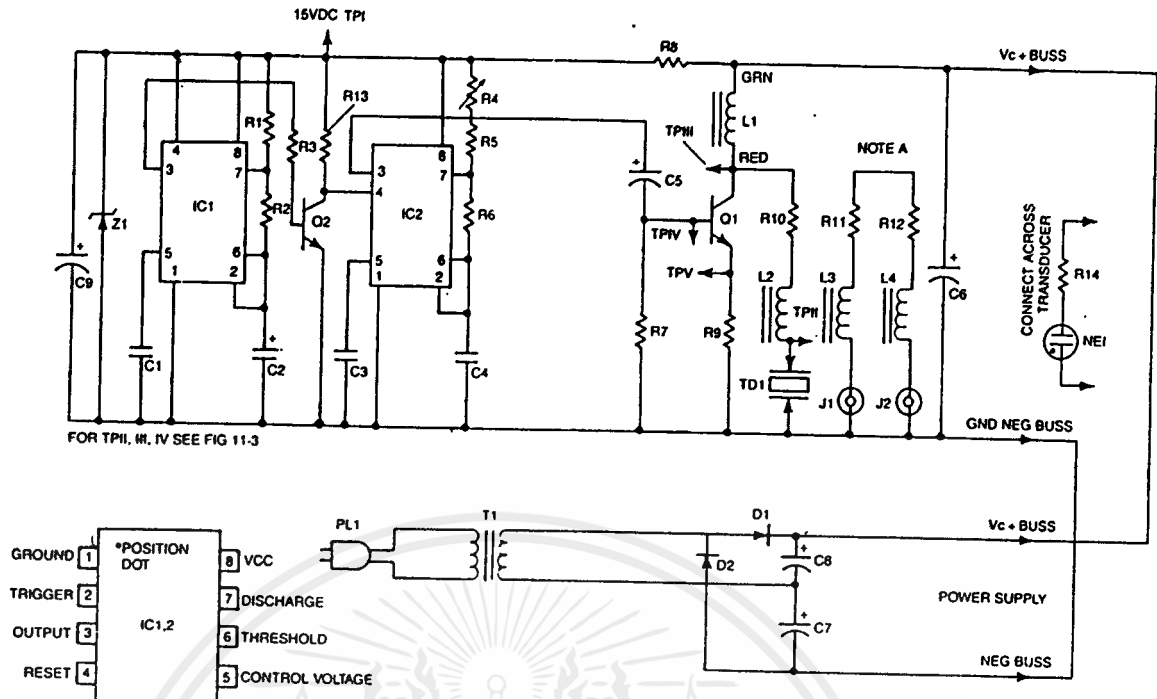 15VDC TPI
R8
Vc + BUSS
GRN
R13
R4
L1
R1
R3
TPIII
RED
NOTE A
R5
4
8
3
7
IC1
R2
Q2
6
5
1
2
Z1
C9
C1
C2
8
3
7
4
IC2
R6
6
5
1
2
C3
C4
C5
Q1
TPIV
TPV
R7
R9
R10
R11
R12
L2
TPII
L3
L4
TD1
J1
J2
C6
CONNECT ACROSS
TRANSDUCER
R14
NEI
FOR TPII, III, IV SEE FIG 11-3
GND NEG BUSS
PL1
T1
D1
D2
Vc + BUSS
C8
C7
POWER SUPPLY
NEG BUSS
*POSITION
DOT
IC1,2
GROUND 1
TRIGGER 2
OUTPUT 3
RESET 4
8 VCC
7 DISCHARGE
6 THRESHOLD
5 CONTROL VOLTAGE